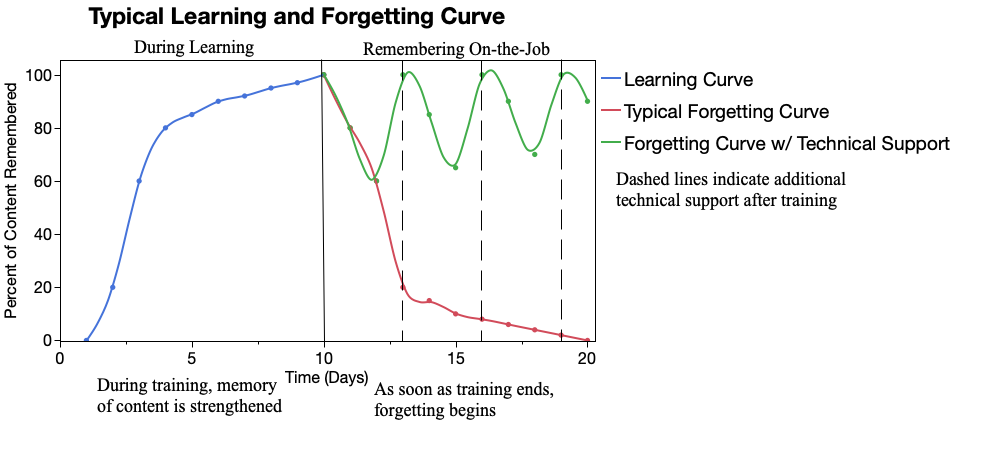 Typical Learning and Forgetting Curve
During Learning
Remembering On-the-Job
Percent of Content Remembered
100
80
60
40
20
0
0
5
10
15
20
Time (Days)
Learning Curve
Typical Forgetting Curve
Forgetting Curve w/ Technical Support
Dashed lines indicate additional
technical support after training
During training, memory
of content is strengthened
As soon as training ends,
forgetting begins